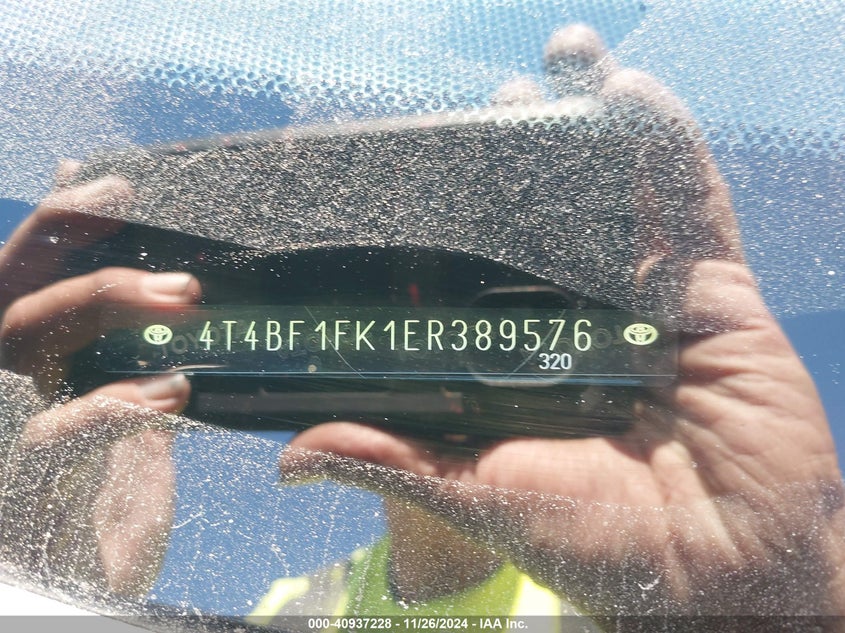 4T4BF1FK1ER389576
320
000-40937228 - 11/26/2024 - IAA Inc.